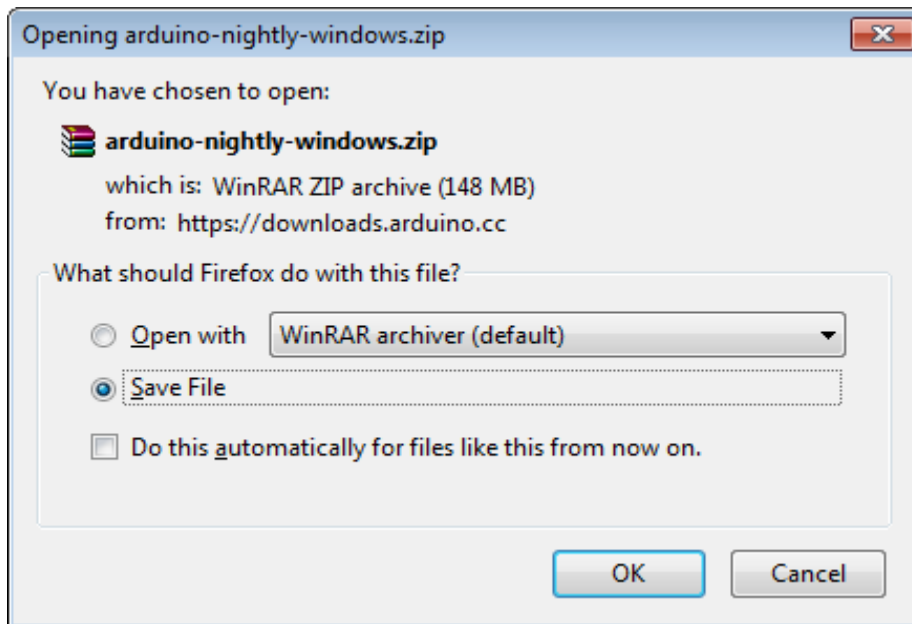 Opening arduino-nightly-windows.zip
You have chosen to open:
arduino-nightly-windows.zip
which is: WinRAR ZIP archive (148 MB)
from: https://downloads.arduino.cc
What should Firefox do with this file?
Open with WinRAR archiver (default)
Save File
Do this automatically for files like this from now on.
OK Cancel